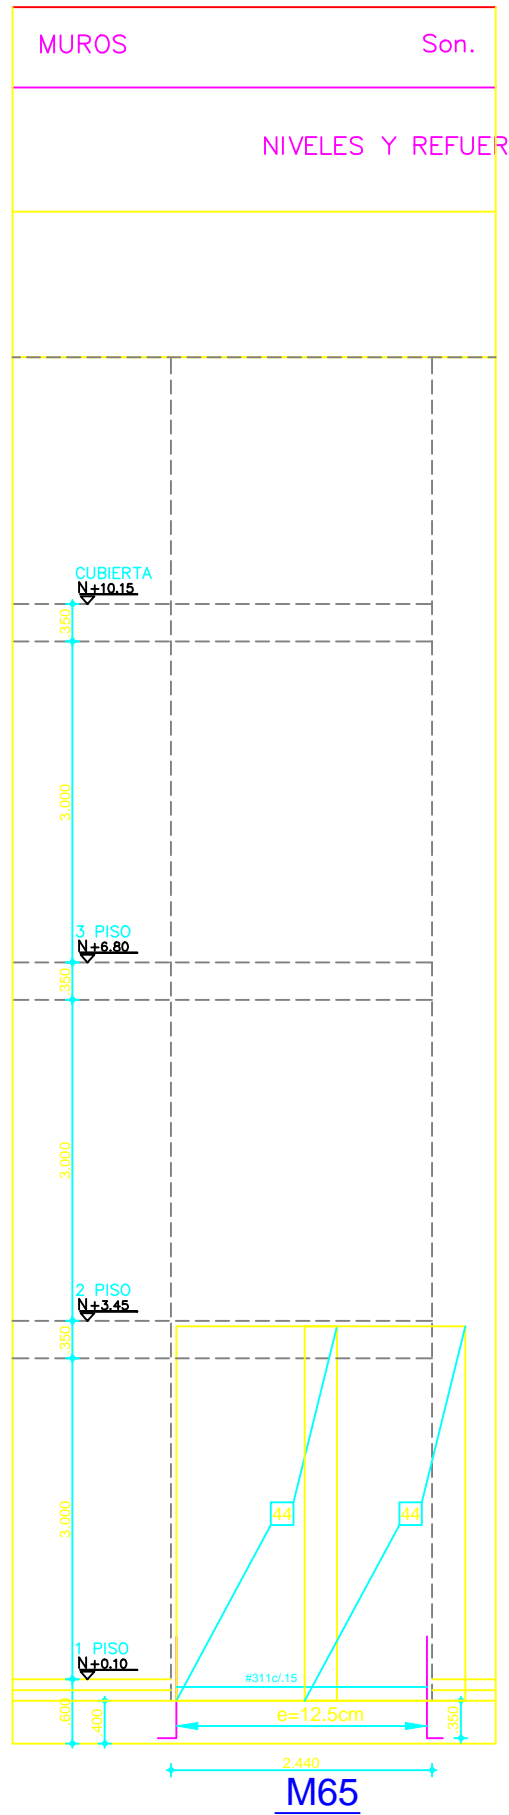 MUROS Son.
NIVELES Y REFUER
CUBIERTA
N+10.15
.350
3.000
3 PISO
N+6.80
.350
3.000
2 PISO
N+3.45
.350
3.000
44 44
1 PISO
N+0.10
#311c/.15
.600
.400
e=12.5cm
.350
2.440
M65